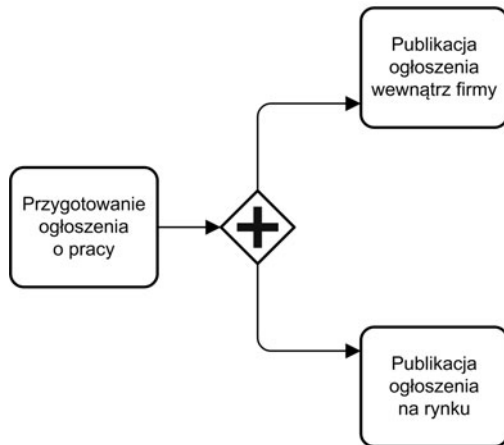 Publikacja
ogłoszenia
wewnątrz firmy
Przygotowanie
ogłoszenia
o pracy
Publikacja
ogłoszenia
na rynku